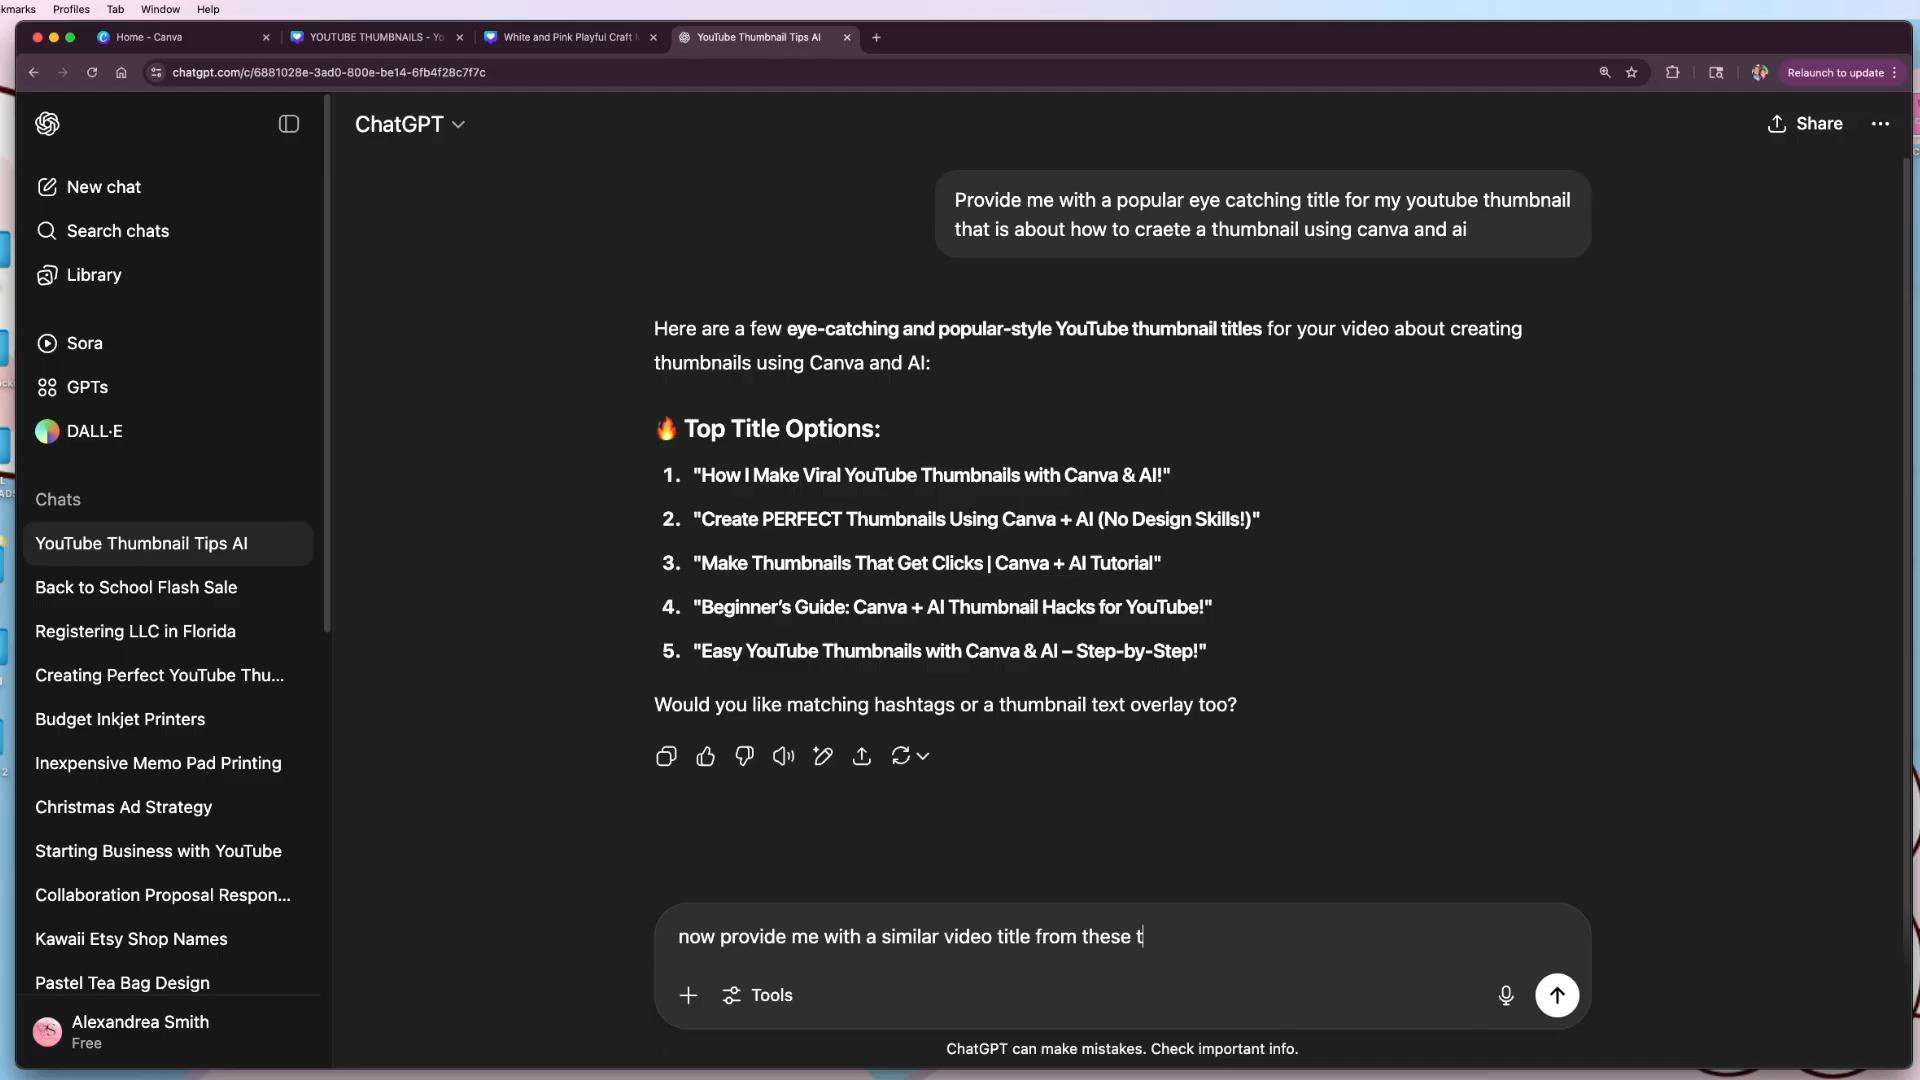 kmarks Profiles Tab Window Help
Home - Canva
YOUTUBE THUMBNAILS - Yo
White and Pink Playful Craft
YouTube Thumbnail Tips AI
chatgpt.com/c/6881028e-3ad0-800e-be14-6fb4f28c7f7c
Relaunch to update
ChatGPT
Share
New chat
Search chats
Library
Sora
GPTs
DALL·E
Chats
YouTube Thumbnail Tips AI
Back to School Flash Sale
Registering LLC in Florida
Creating Perfect YouTube Thu...
Budget Inkjet Printers
Inexpensive Memo Pad Printing
Christmas Ad Strategy
Starting Business with YouTube
Collaboration Proposal Respon...
Kawaii Etsy Shop Names
Pastel Tea Bag Design
Alexandrea Smith
Free
Provide me with a popular eye catching title for my youtube thumbnail
that is about how to craete a thumbnail using canva and ai
Here are a few eye-catching and popular-style YouTube thumbnail titles for your video about creating
thumbnails using Canva and AI:
🔥 Top Title Options:
1. "How I Make Viral YouTube Thumbnails with Canva & AI!"
2. "Create PERFECT Thumbnails Using Canva + AI (No Design Skills!)"
3. "Make Thumbnails That Get Clicks | Canva + AI Tutorial"
4. "Beginner's Guide: Canva + AI Thumbnail Hacks for YouTube!"
5. "Easy YouTube Thumbnails with Canva & AI – Step-by-Step!"
Would you like matching hashtags or a thumbnail text overlay too?
now provide me with a similar video title from these t
Tools
ChatGPT can make mistakes. Check important info.